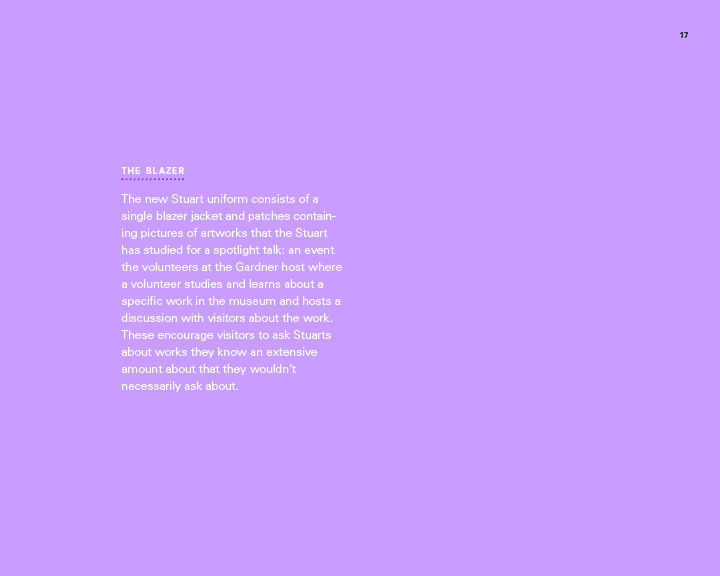 17
THE BLAZER
The new Stuart uniform consists of a
single blazer jacket and patches contain-
ing pictures of artworks that the Stuart
has studied for a spotlight talk: an event
the volunteers at the Gardner host where
a volunteer studies and learns about a
specific work in the museum and hosts a
discussion with visitors about the work.
These encourage visitors to ask Stuarts
about works they know an extensive
amount about that they wouldn't
necessarily ask about.